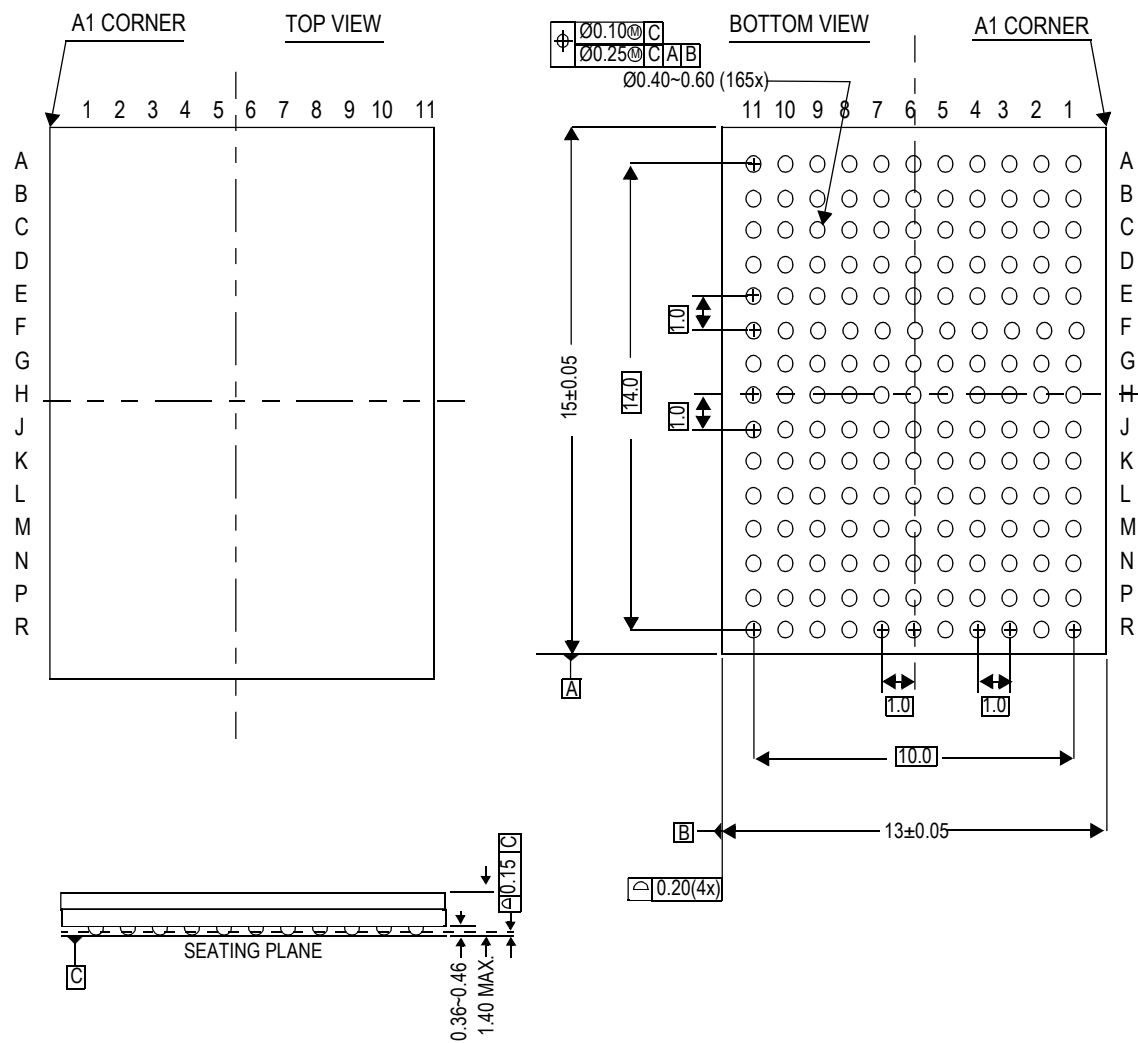 A1 CORNER
TOP VIEW
1 2 3 4 5 6 7 8 9 10 11
A
B
C
D
E
F
G
H
J
K
L
M
N
P
R
Ø0.10Ⓜ C
Ø0.25Ⓜ C A B
BOTTOM VIEW
A1 CORNER
Ø0.40~0.60 (165x)
11 10 9 8 7 6 5 4 3 2 1
A
B
C
D
E
F
G
H
J
K
L
M
N
P
R
1.0
1.0
14.0
15±0.05
A
1.0
1.0
10.0
B
13±0.05
0.20(4x)
0.15 C
SEATING PLANE
C
0.36~0.46
1.40 MAX.